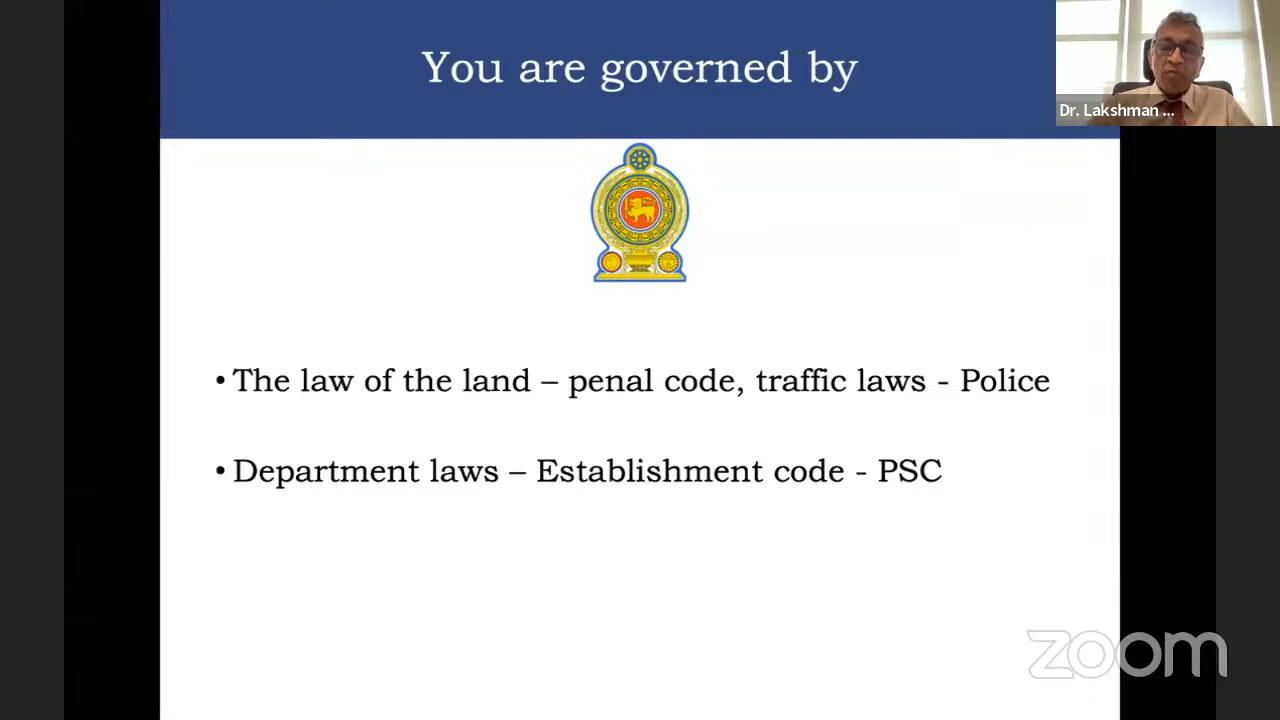 You are governed by
Dr. Lakshman ...
• The law of the land – penal code, traffic laws - Police
• Department laws – Establishment code - PSC
zoom